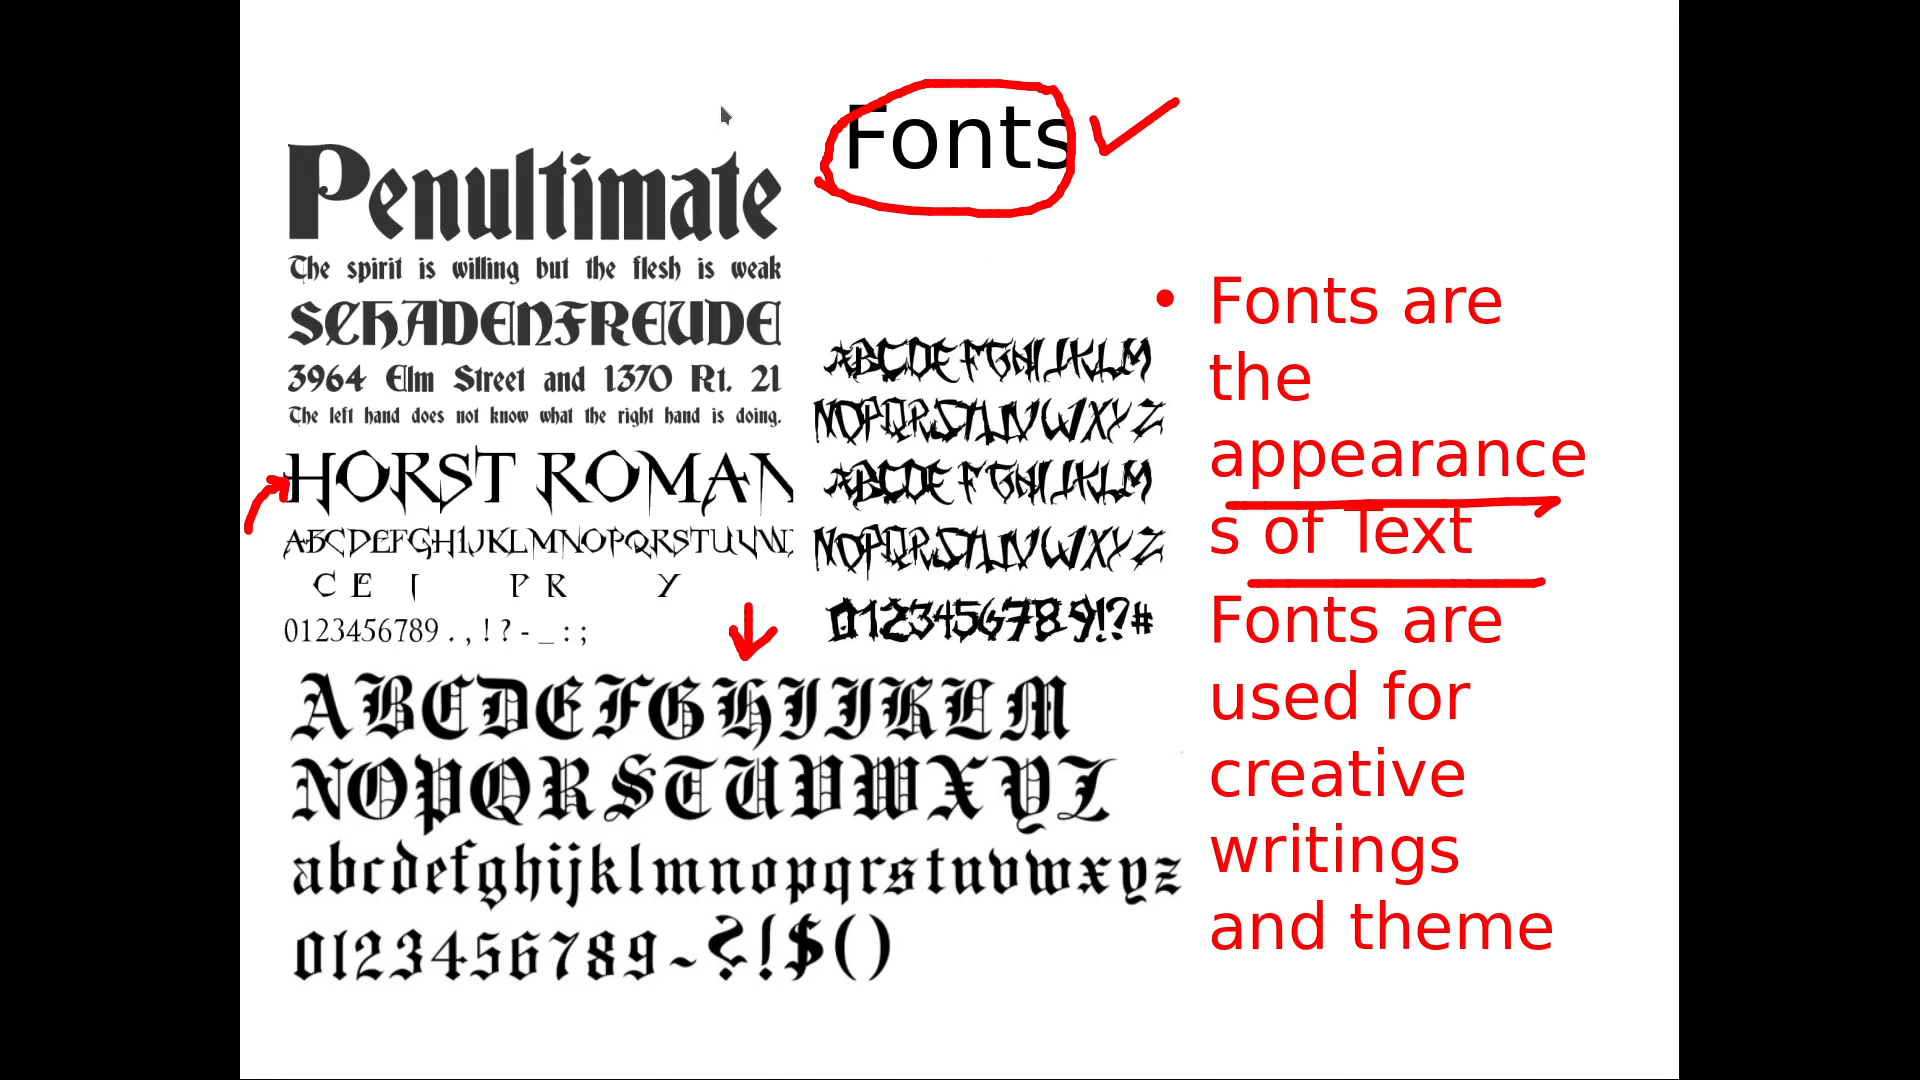 Fonts
Penultimate
The spirit is willing but the flesh is weak
SCHADENFREUDE
3964 Elm Street and 1370 Rt. 21
The left hand does not know what the right hand is doing.
HORST ROMAN
ABCDEFGHIJKLMNOPQRSTUVW
C E I P R Y
0123456789 . , ! ? - _ : ;
ABCDEFGHIJKLM
NOPQRSTUVWXYZ
ABCDEFGHIJKLM
NOPQRSTUVWXYZ
0123456789!?#
ABCDEFGHIJKLM
NOPQRSTUVWXYZ
abcdefghijklmnopqrstuvwxyz
0123456789~?!$()
• Fonts are
the
appearance
s of Text
Fonts are
used for
creative
writings
and theme